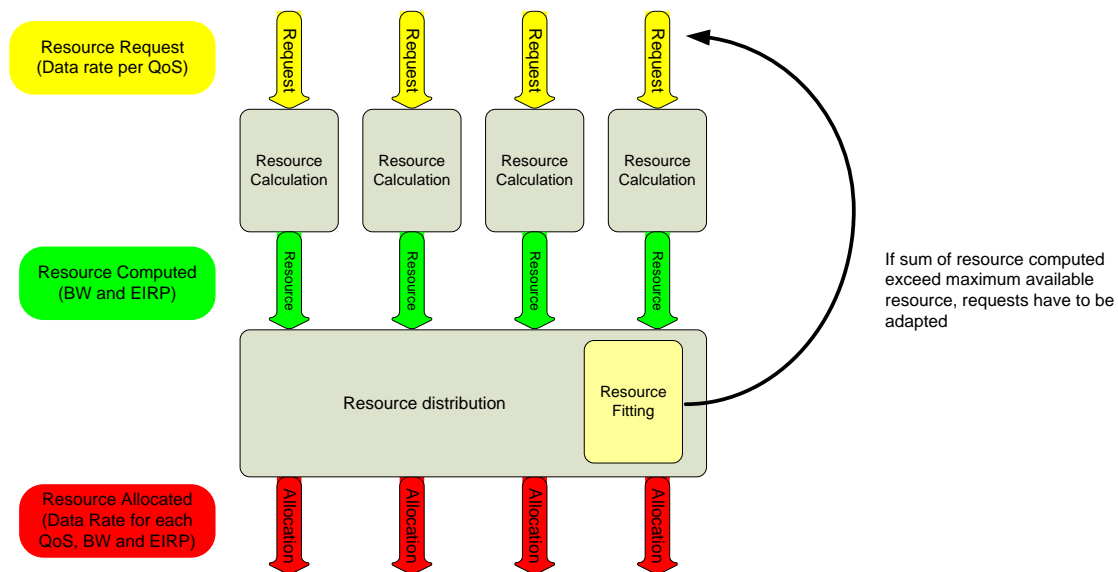 Resource Request
(Data rate per QoS)
Request
Request
Request
Request
Resource
Calculation
Resource
Calculation
Resource
Calculation
Resource
Calculation
Resource Computed
(BW and EIRP)
Resource
Resource
Resource
Resource
If sum of resource computed
exceed maximum available
resource, requests have to be
adapted
Resource distribution
Resource
Fitting
Resource Allocated
(Data Rate for each
QoS, BW and EIRP)
Allocation
Allocation
Allocation
Allocation